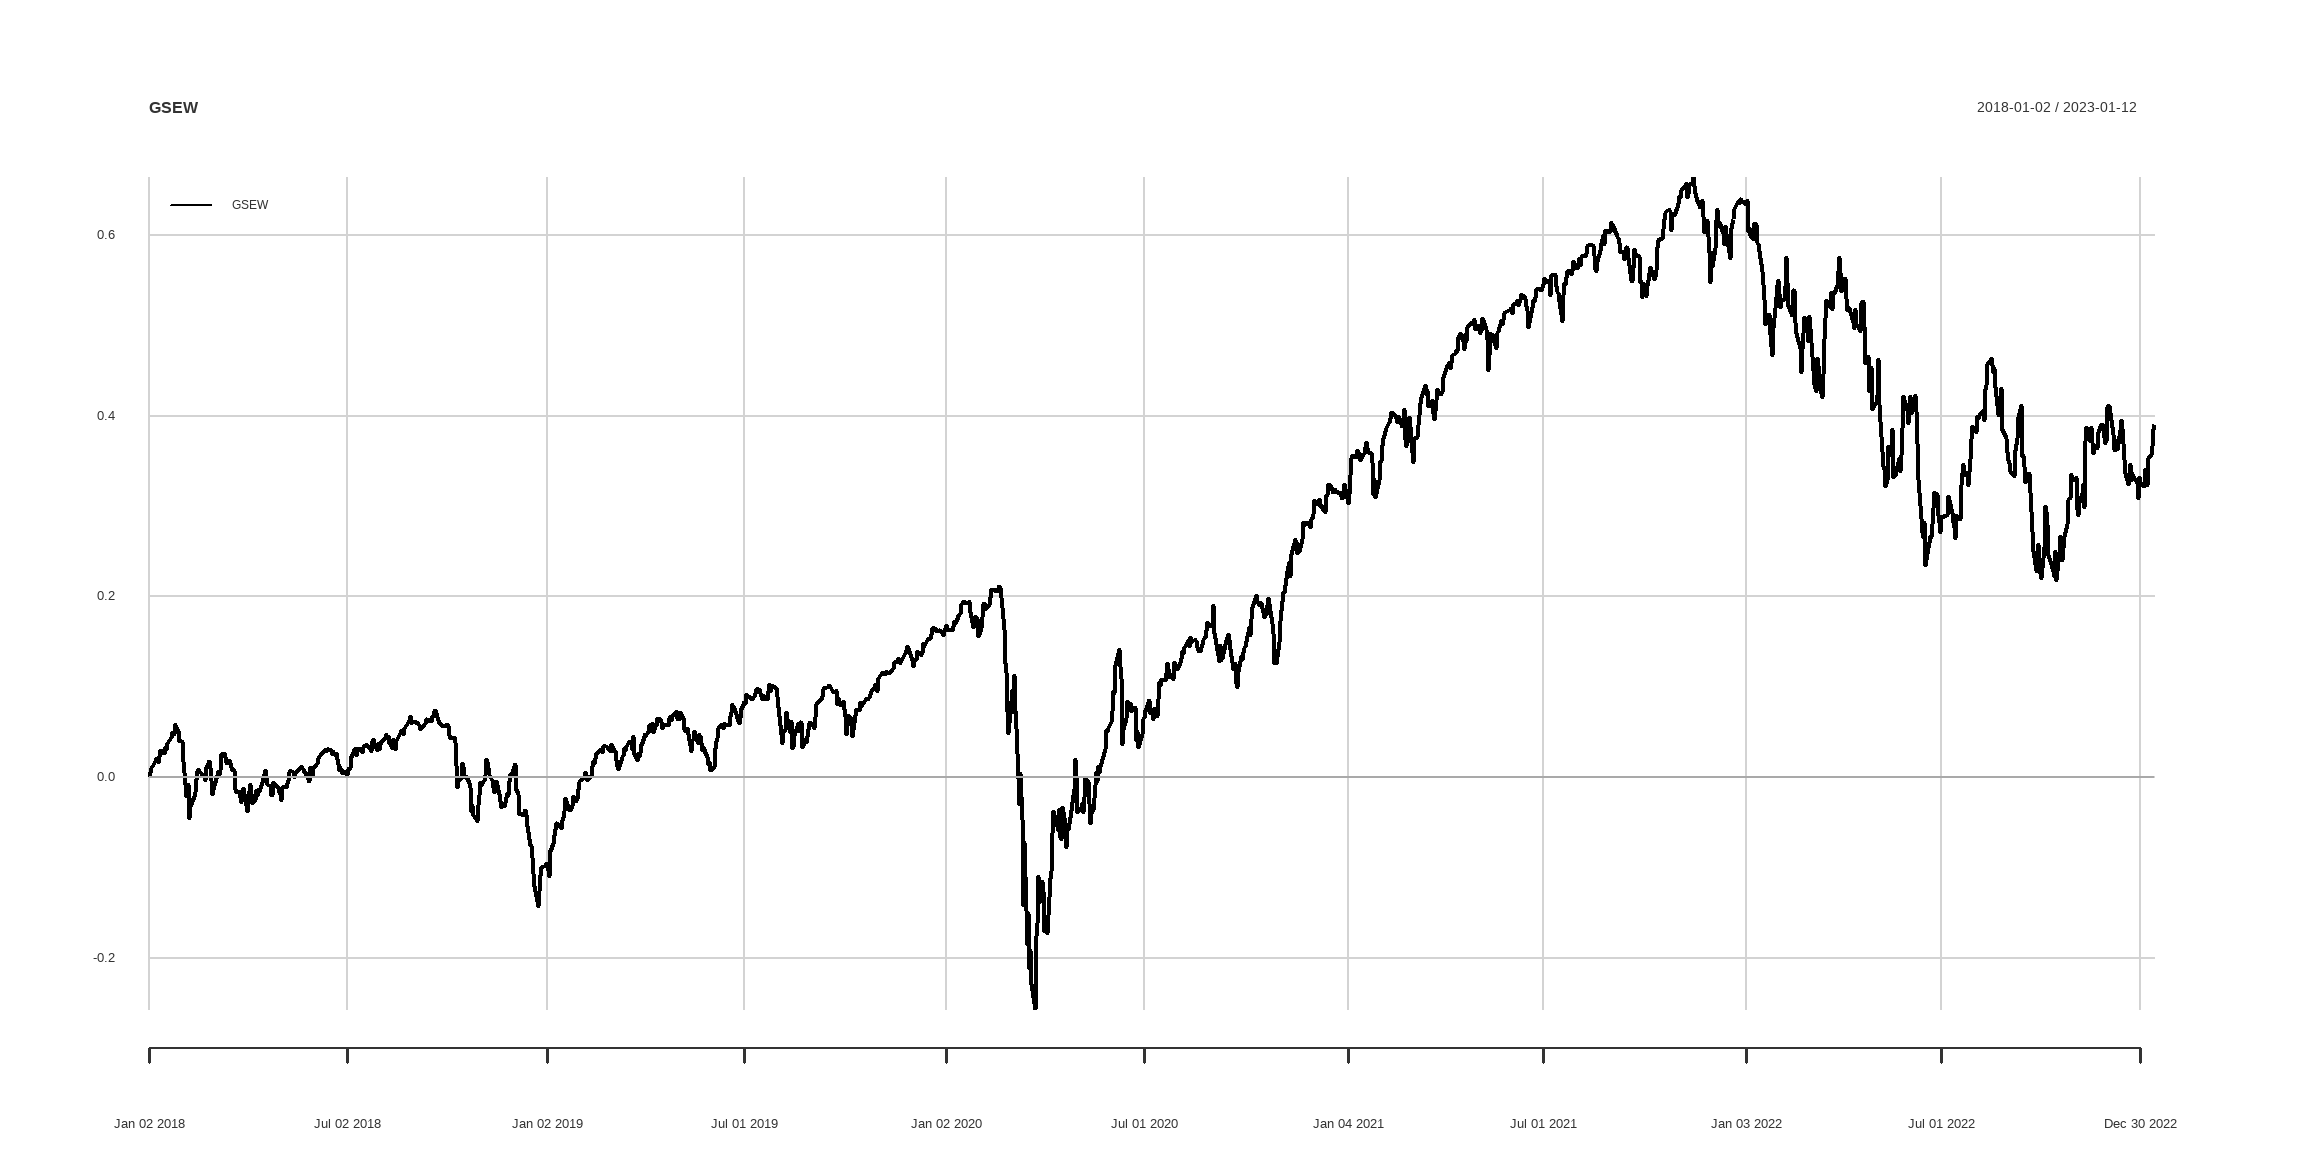 GSEW
2018-01-02 / 2023-01-12
GSEW
0.6
0.4
0.2
0.0
-0.2
Jan 02 2018
Jul 02 2018
Jan 02 2019
Jul 01 2019
Jan 02 2020
Jul 01 2020
Jan 04 2021
Jul 01 2021
Jan 03 2022
Jul 01 2022
Dec 30 2022